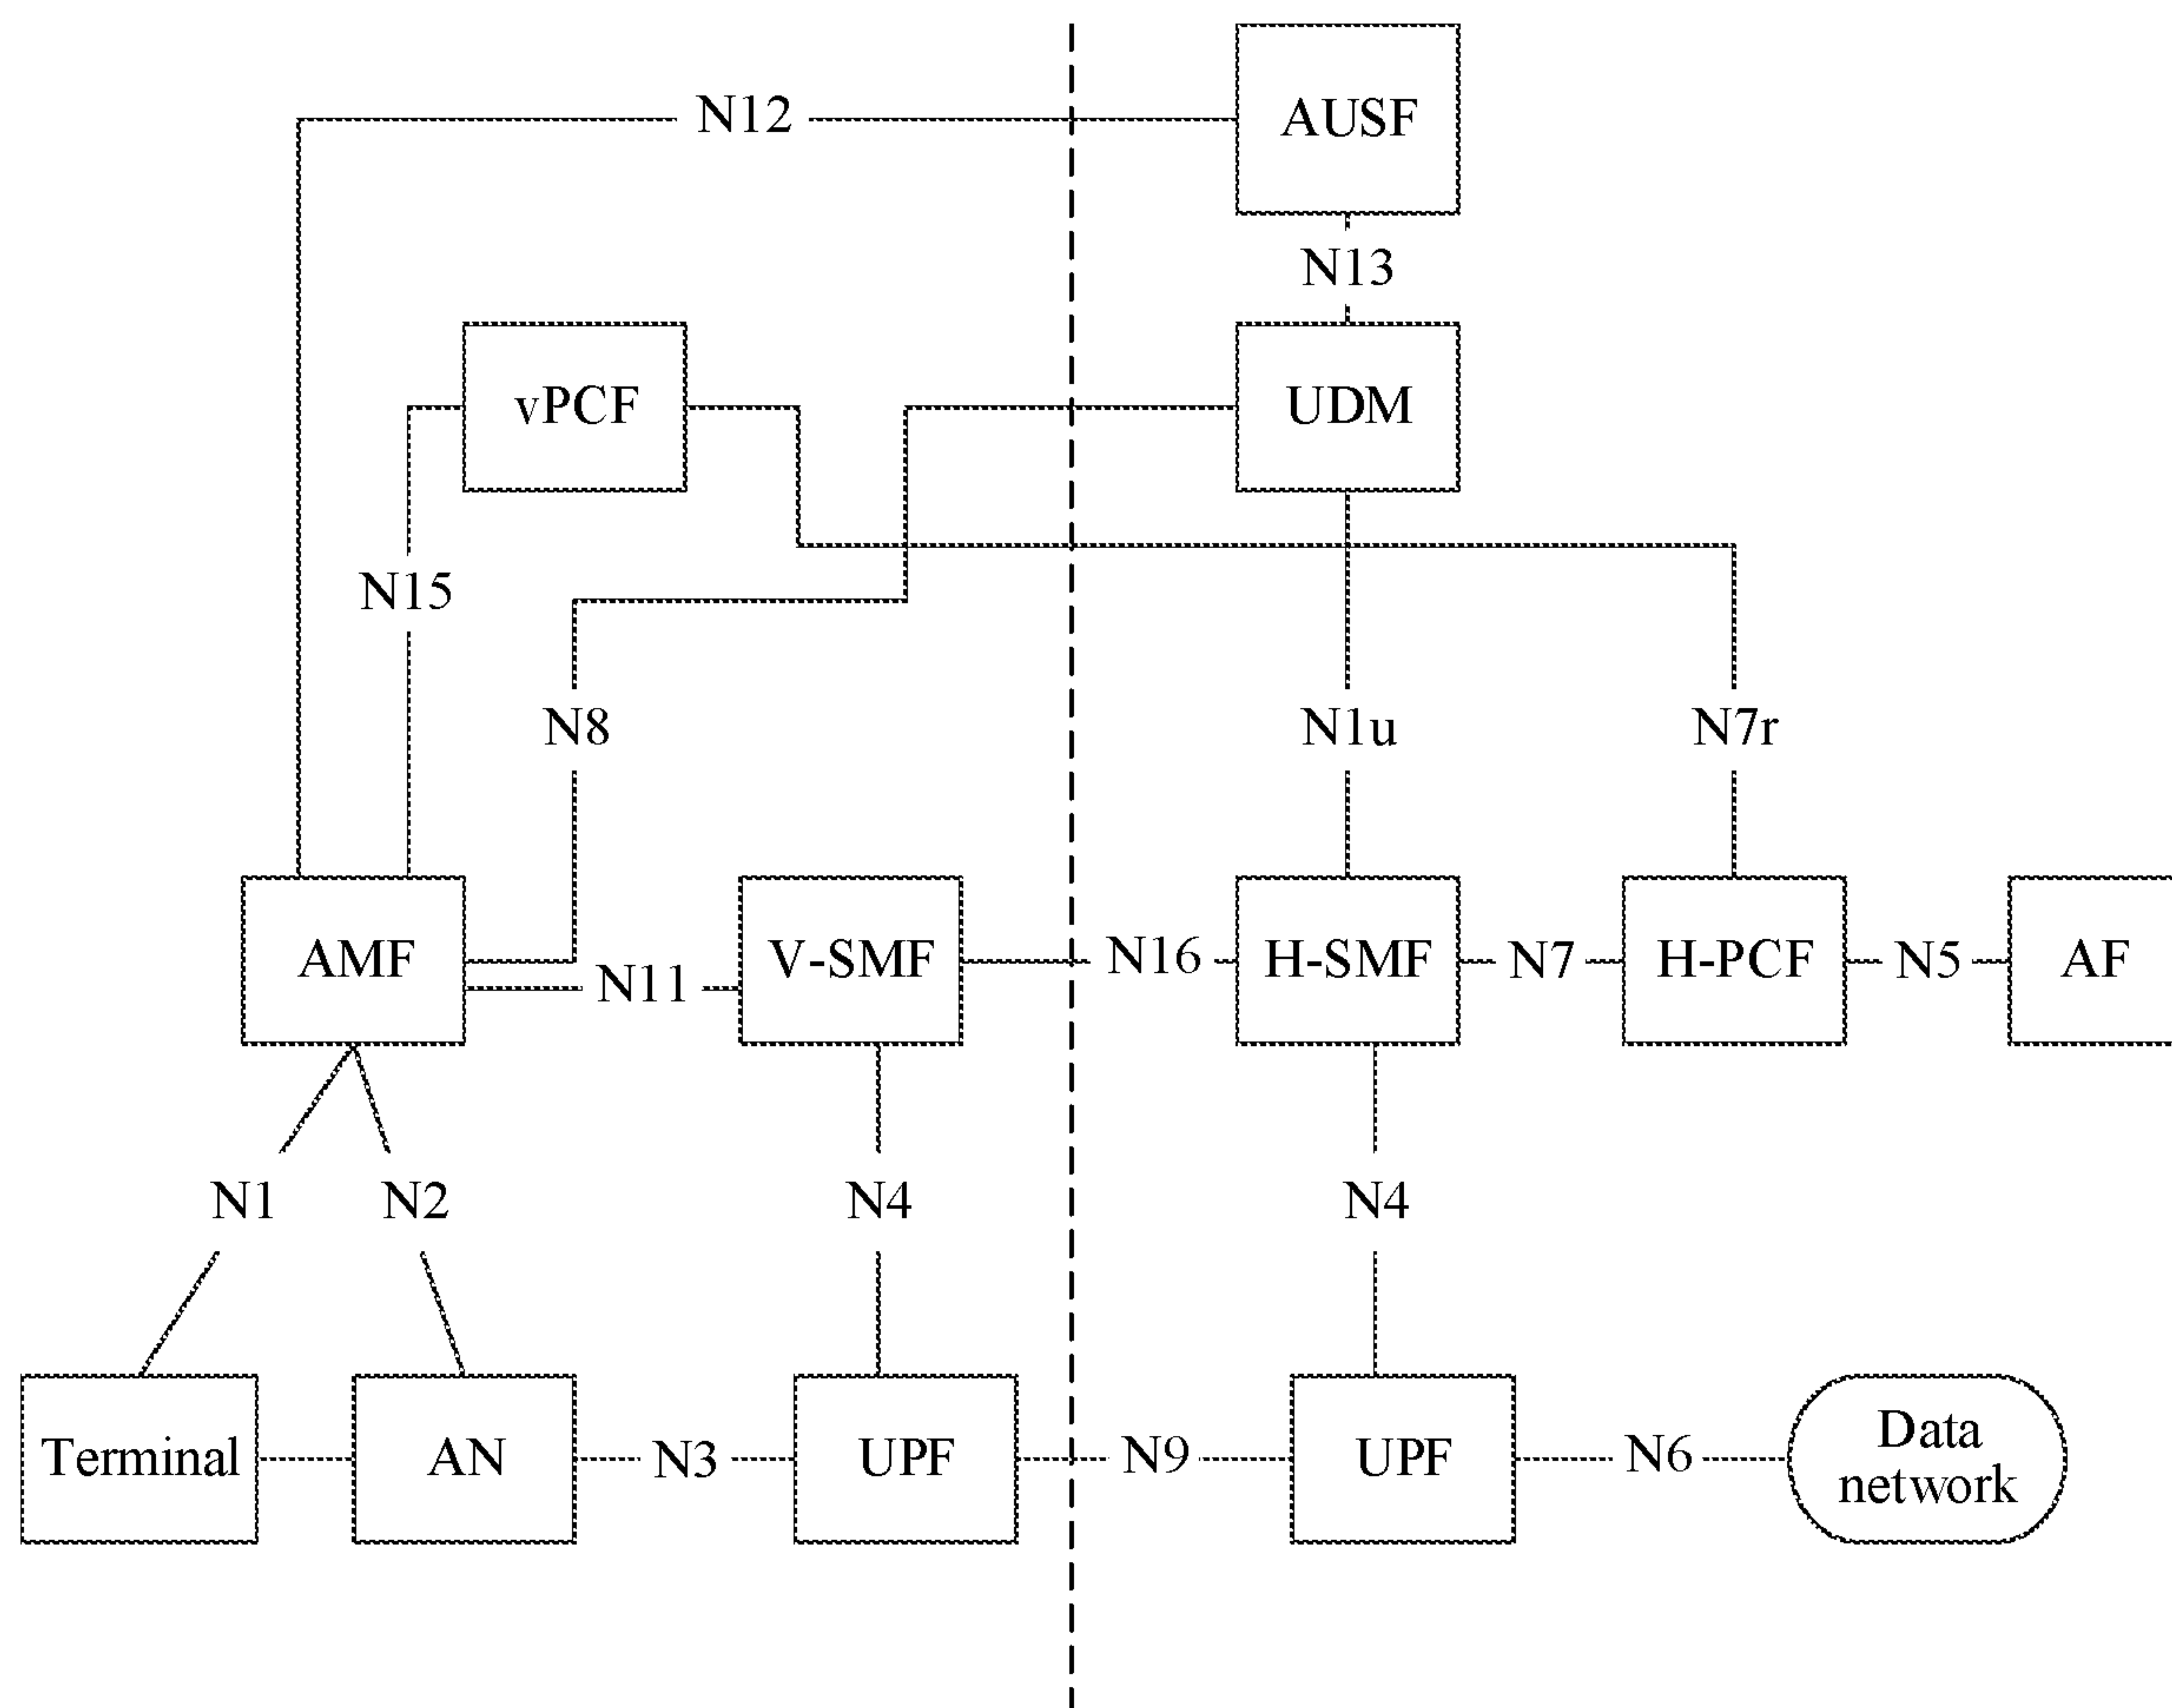 N12
AUSF
N13
vPCF
UDM
N15
N8
N1u
N7r
AMF
N11
V-SMF
N16
H-SMF
N7
H-PCF
N5
AF
N1
N2
N4
N4
Terminal
AN
N3
UPF
N9
UPF
N6
Data
network